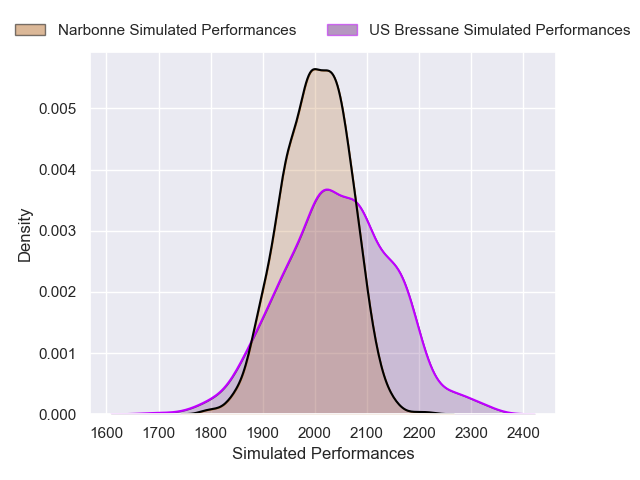 Narbonne Simulated Performances US Bressane Simulated Performances
0.005
0.004
0.003
0.002
0.001
0.000
Density
1600 1700 1800 1900 2000 2100 2200 2300 2400
Simulated Performances